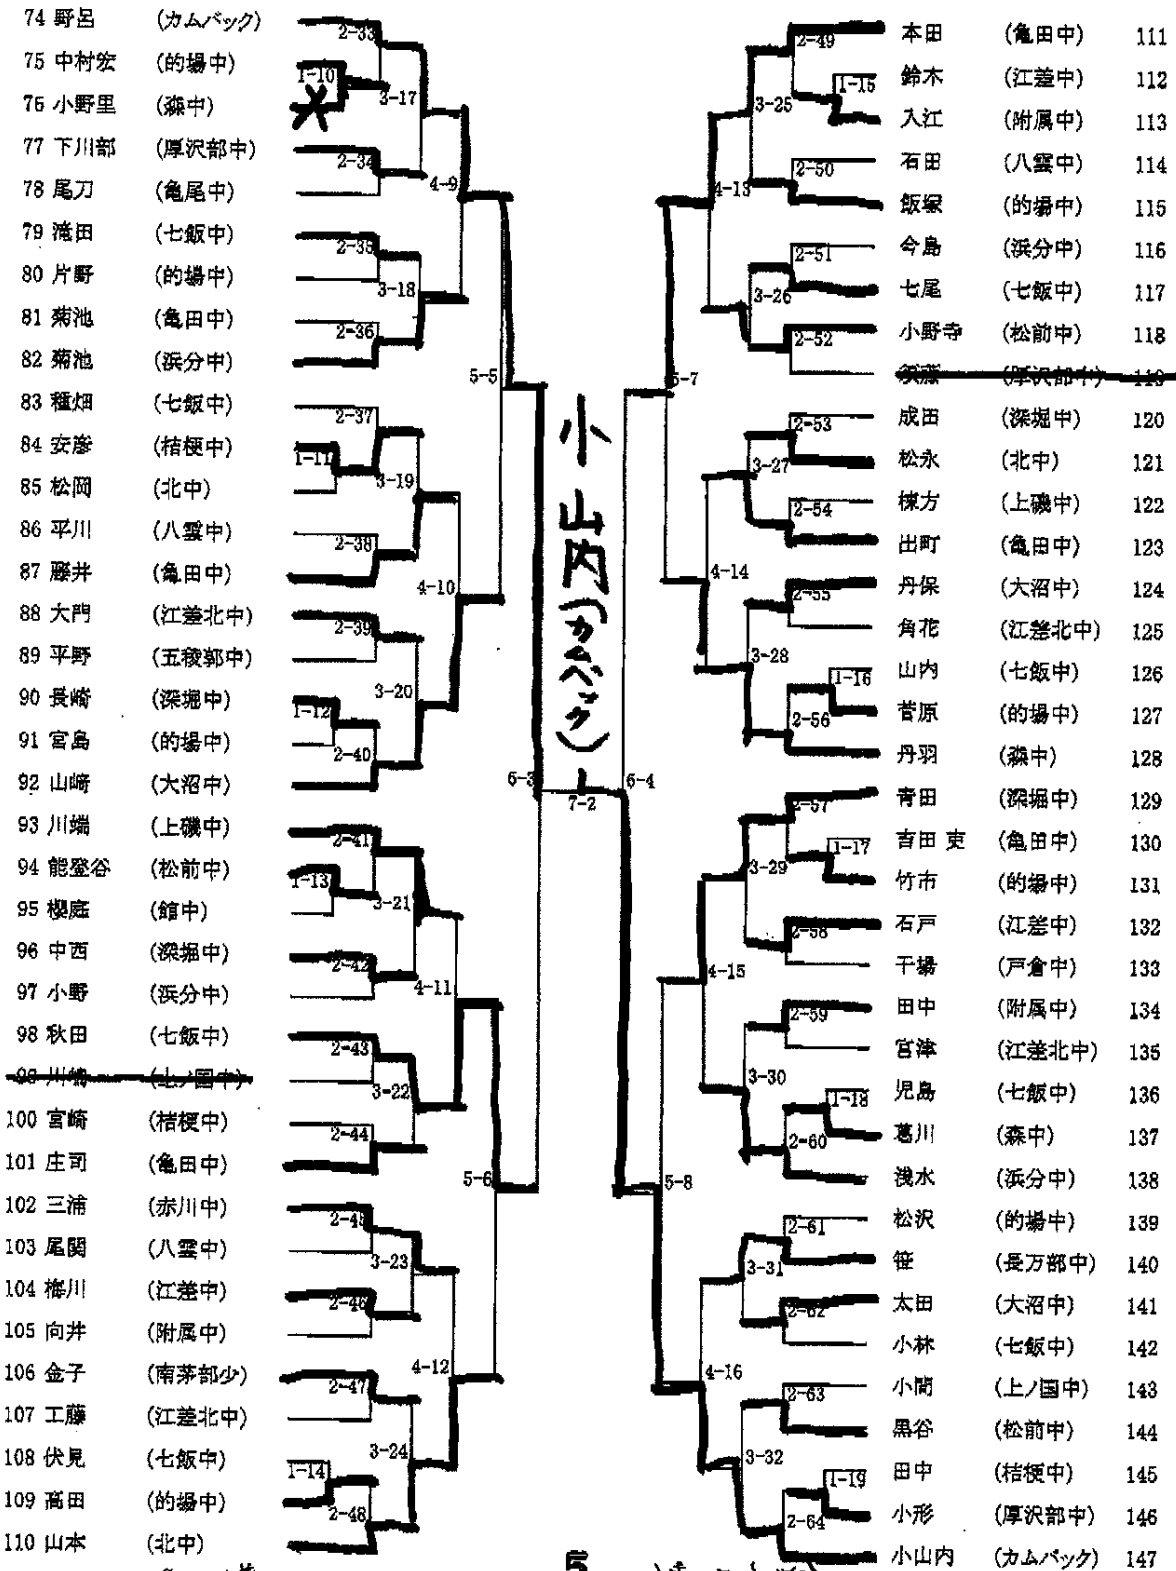 74 野呂 (カムバック)
75 中村宏 (的場中)
76 小野里 (森中)
77 下川部 (厚沢部中)
78 尾刀 (亀尾中)
79 滝田 (七飯中)
80 片野 (的場中)
81 菊池 (亀田中)
82 菊池 (浜分中)
83 種畑 (七飯中)
84 安彦 (桔梗中)
85 松岡 (北中)
86 平川 (八雲中)
87 藤井 (亀田中)
88 大門 (江差北中)
89 平野 (五稜郭中)
90 長崎 (深堀中)
91 宮島 (的場中)
92 山崎 (大沼中)
93 川端 (上磯中)
94 能登谷 (松前中)
95 櫻庭 (館中)
96 中西 (深堀中)
97 小野 (浜分中)
98 秋田 (七飯中)
99 川崎 (上ノ国中)
100 宮崎 (桔梗中)
101 庄司 (亀田中)
102 三浦 (赤川中)
103 尾関 (八雲中)
104 梅川 (江差中)
105 向井 (附属中)
106 金子 (南茅部少)
107 工藤 (江差北中)
108 伏見 (七飯中)
109 高田 (的場中)
110 山本 (北中)
2-33
1-10
3-17
2-34
4-9
2-35
3-18
2-36
5-5
2-37
1-11
3-19
2-38
4-10
2-39
3-20
1-12
2-40
6-3
2-41
1-13
3-21
2-42
4-11
2-43
3-22
2-44
5-6
2-45
3-23
2-46
4-12
2-47
3-24
1-14
2-48
小山内(カムバック)
7-2
2-49
1-15
3-25
2-50
4-13
2-51
3-26
2-52
5-7
2-53
3-27
2-54
4-14
2-55
3-28
1-16
2-56
6-4
2-57
1-17
3-29
2-58
4-15
2-59
3-30
1-18
2-60
5-8
2-61
3-31
2-62
4-16
2-63
3-32
1-19
2-64
本田 (亀田中) 111
鈴木 (江差中) 112
入江 (附属中) 113
石田 (八雲中) 114
飯塚 (的場中) 115
今島 (浜分中) 116
七尾 (七飯中) 117
小野寺 (松前中) 118
須藤 (厚沢部中) 119
成田 (深堀中) 120
松永 (北中) 121
棟方 (上磯中) 122
出町 (亀田中) 123
丹保 (大沼中) 124
角花 (江差北中) 125
山内 (七飯中) 126
菅原 (的場中) 127
丹羽 (森中) 128
青田 (深堀中) 129
吉田 吏 (亀田中) 130
竹市 (的場中) 131
石戸 (江差中) 132
干場 (戸倉中) 133
田中 (附属中) 134
宮津 (江差北中) 135
児島 (七飯中) 136
葛川 (森中) 137
浅水 (浜分中) 138
松沢 (的場中) 139
笹 (長万部中) 140
太田 (大沼中) 141
小林 (七飯中) 142
小間 (上ノ国中) 143
黒谷 (松前中) 144
田中 (桔梗中) 145
小形 (厚沢部中) 146
小山内 (カムバック) 147